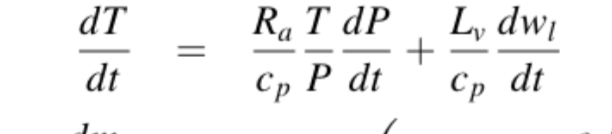 dT/dt = R_a/c_p T/P dP/dt + L_v/c_p dw_l/dt